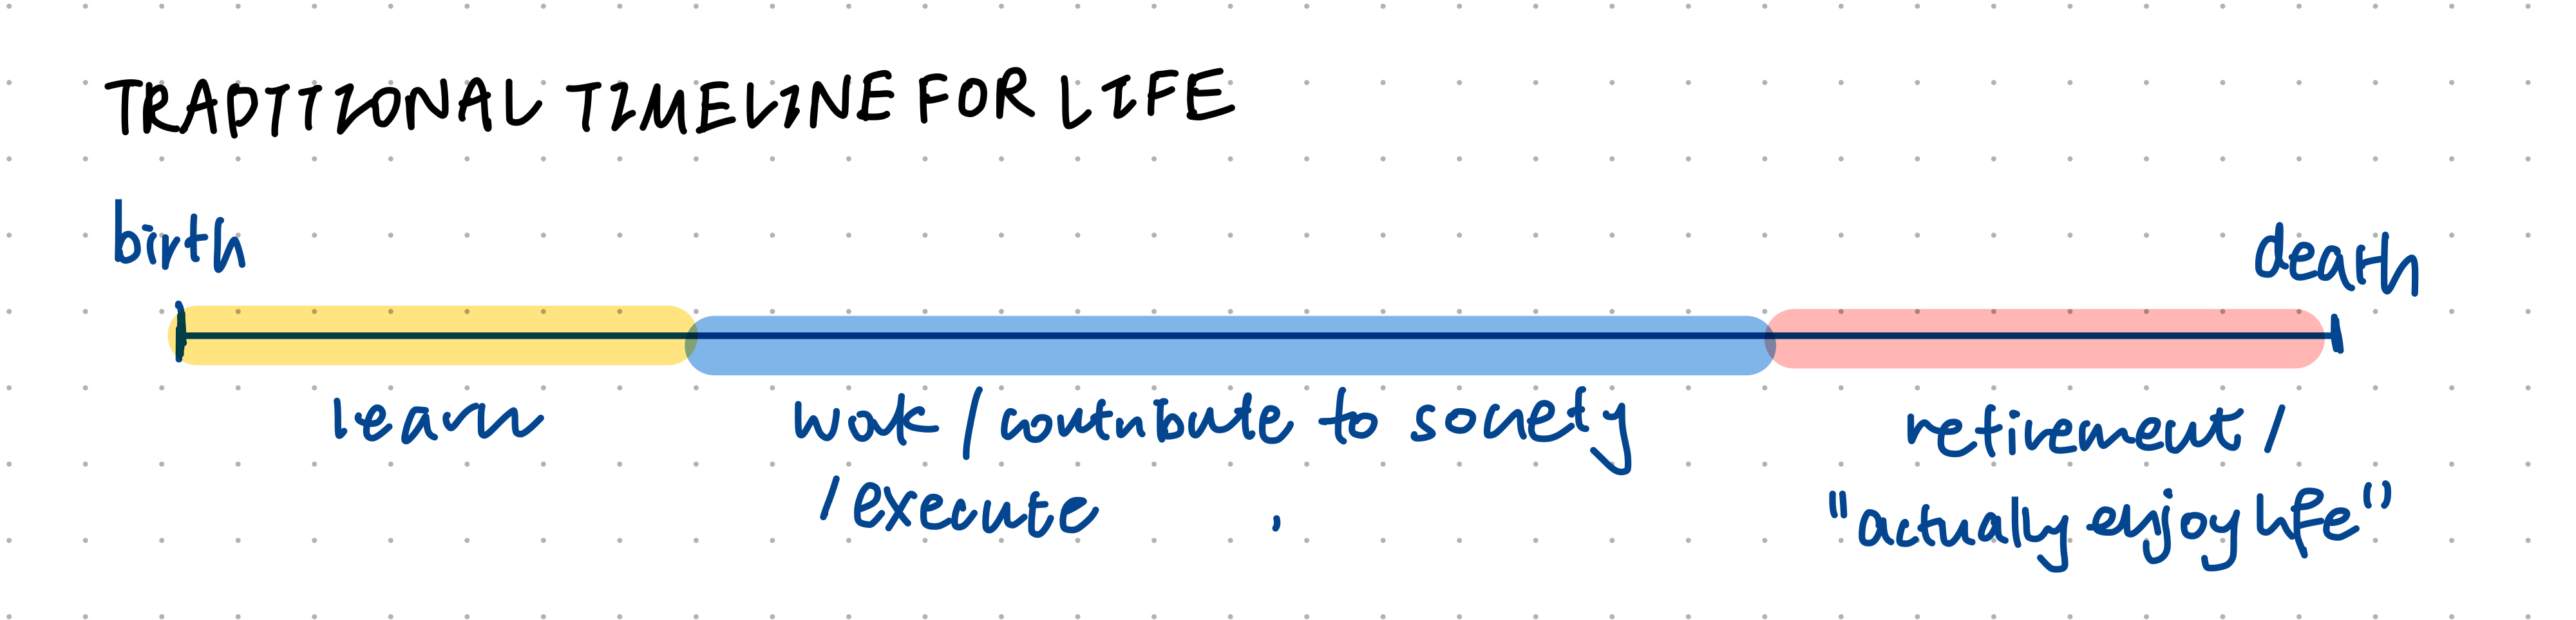 TRADITIONAL TIMELINE FOR LIFE
birth
death
learn
work / contribute to society
/ execute
retirement /
"actually enjoy life"